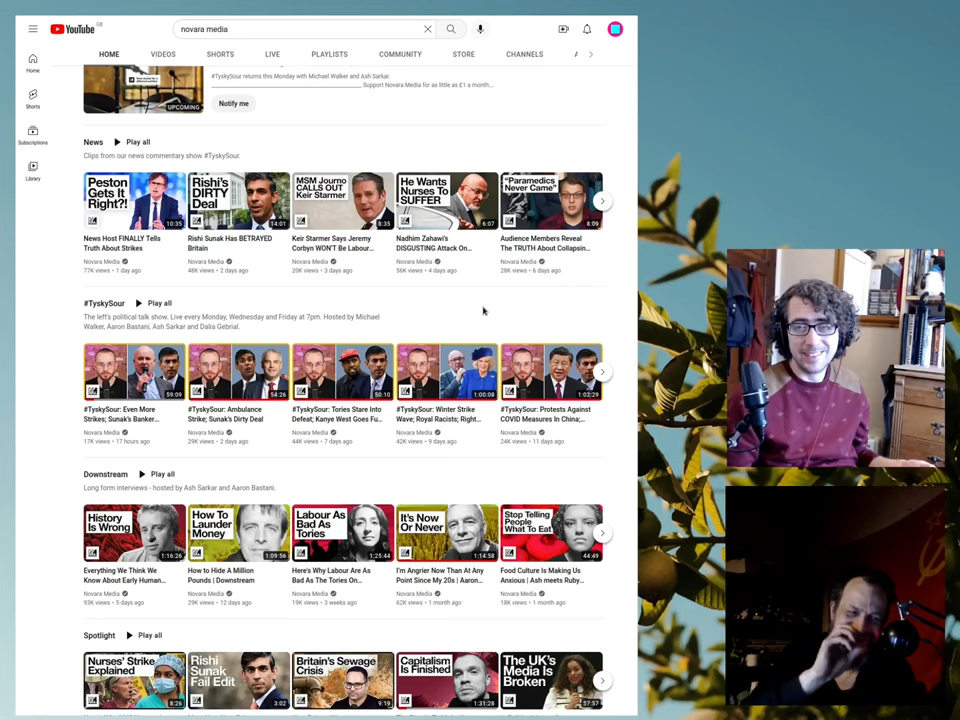 YouTube GB
novara media
HOME VIDEOS SHORTS LIVE PLAYLISTS COMMUNITY STORE CHANNELS
Home
Shorts
Subscriptions
Library
#TyskySour returns this Monday with Michael Walker and Ash Sarkar.
Support Novara Media for as little as £1 a month...
UPCOMING
Notify me
News Play all
Clips from our news commentary show #TyskySour.
Peston Gets It Right?! 10:35
Rishi's DIRTY Deal 14:01
MSM Journo CALLS OUT Keir Starmer 8:35
He Wants Nurses To SUFFER 6:07
"Paramedics Never Came" 8:09
News Host FINALLY Tells Truth About Strikes
Novara Media
77K views • 1 day ago
Rishi Sunak Has BETRAYED Britain
Novara Media
48K views • 2 days ago
Keir Starmer Says Jeremy Corbyn WON'T Be Labour...
Novara Media
20K views • 3 days ago
Nadhim Zahawi's DISGUSTING Attack On...
Novara Media
56K views • 4 days ago
Audience Members Reveal The TRUTH About Collapsin...
Novara Media
28K views • 6 days ago
#TyskySour Play all
The left's political talk show. Live every Monday, Wednesday and Friday at 7pm. Hosted by Michael
Walker, Aaron Bastani, Ash Sarkar and Dalia Gebrial.
59:09
54:26
50:10
1:00:08
1:02:29
#TyskySour: Even More Strikes; Sunak's Banker...
Novara Media
17K views • 17 hours ago
#TyskySour: Ambulance Strike; Sunak's Dirty Deal
Novara Media
29K views • 2 days ago
#TyskySour: Tories Stare Into Defeat; Kanye West Goes Fu...
Novara Media
44K views • 7 days ago
#TyskySour: Winter Strike Wave; Royal Racists; Right...
Novara Media
42K views • 9 days ago
#TyskySour: Protests Against COVID Measures In China;...
Novara Media
24K views • 11 days ago
Downstream Play all
Long form interviews - hosted by Ash Sarkar and Aaron Bastani.
History Is Wrong 1:16:26
How To Launder Money 1:09:56
Labour As Bad As Tories 1:25:44
It's Now Or Never 1:14:58
Stop Telling People What To Eat 44:49
Everything We Think We Know About Early Human...
Novara Media
93K views • 5 days ago
How to Hide A Million Pounds | Downstream
Novara Media
29K views • 12 days ago
Here's Why Labour Are Bad As The Tories On...
Novara Media
19K views • 3 weeks ago
I'm Angrier Now Than At Any Point Since My 20s | Aaron...
Novara Media
62K views • 1 month ago
Food Culture Is Making Us Anxious | Ash meets Ruby...
Novara Media
18K views • 1 month ago
Spotlight Play all
Nurses' Strike Explained 8:26
Rishi Sunak Fail Edit 3:02
Britain's Sewage Crisis 9:19
Capitalism Is Finished 1:31:28
The UK's Media Is Broken 57:57